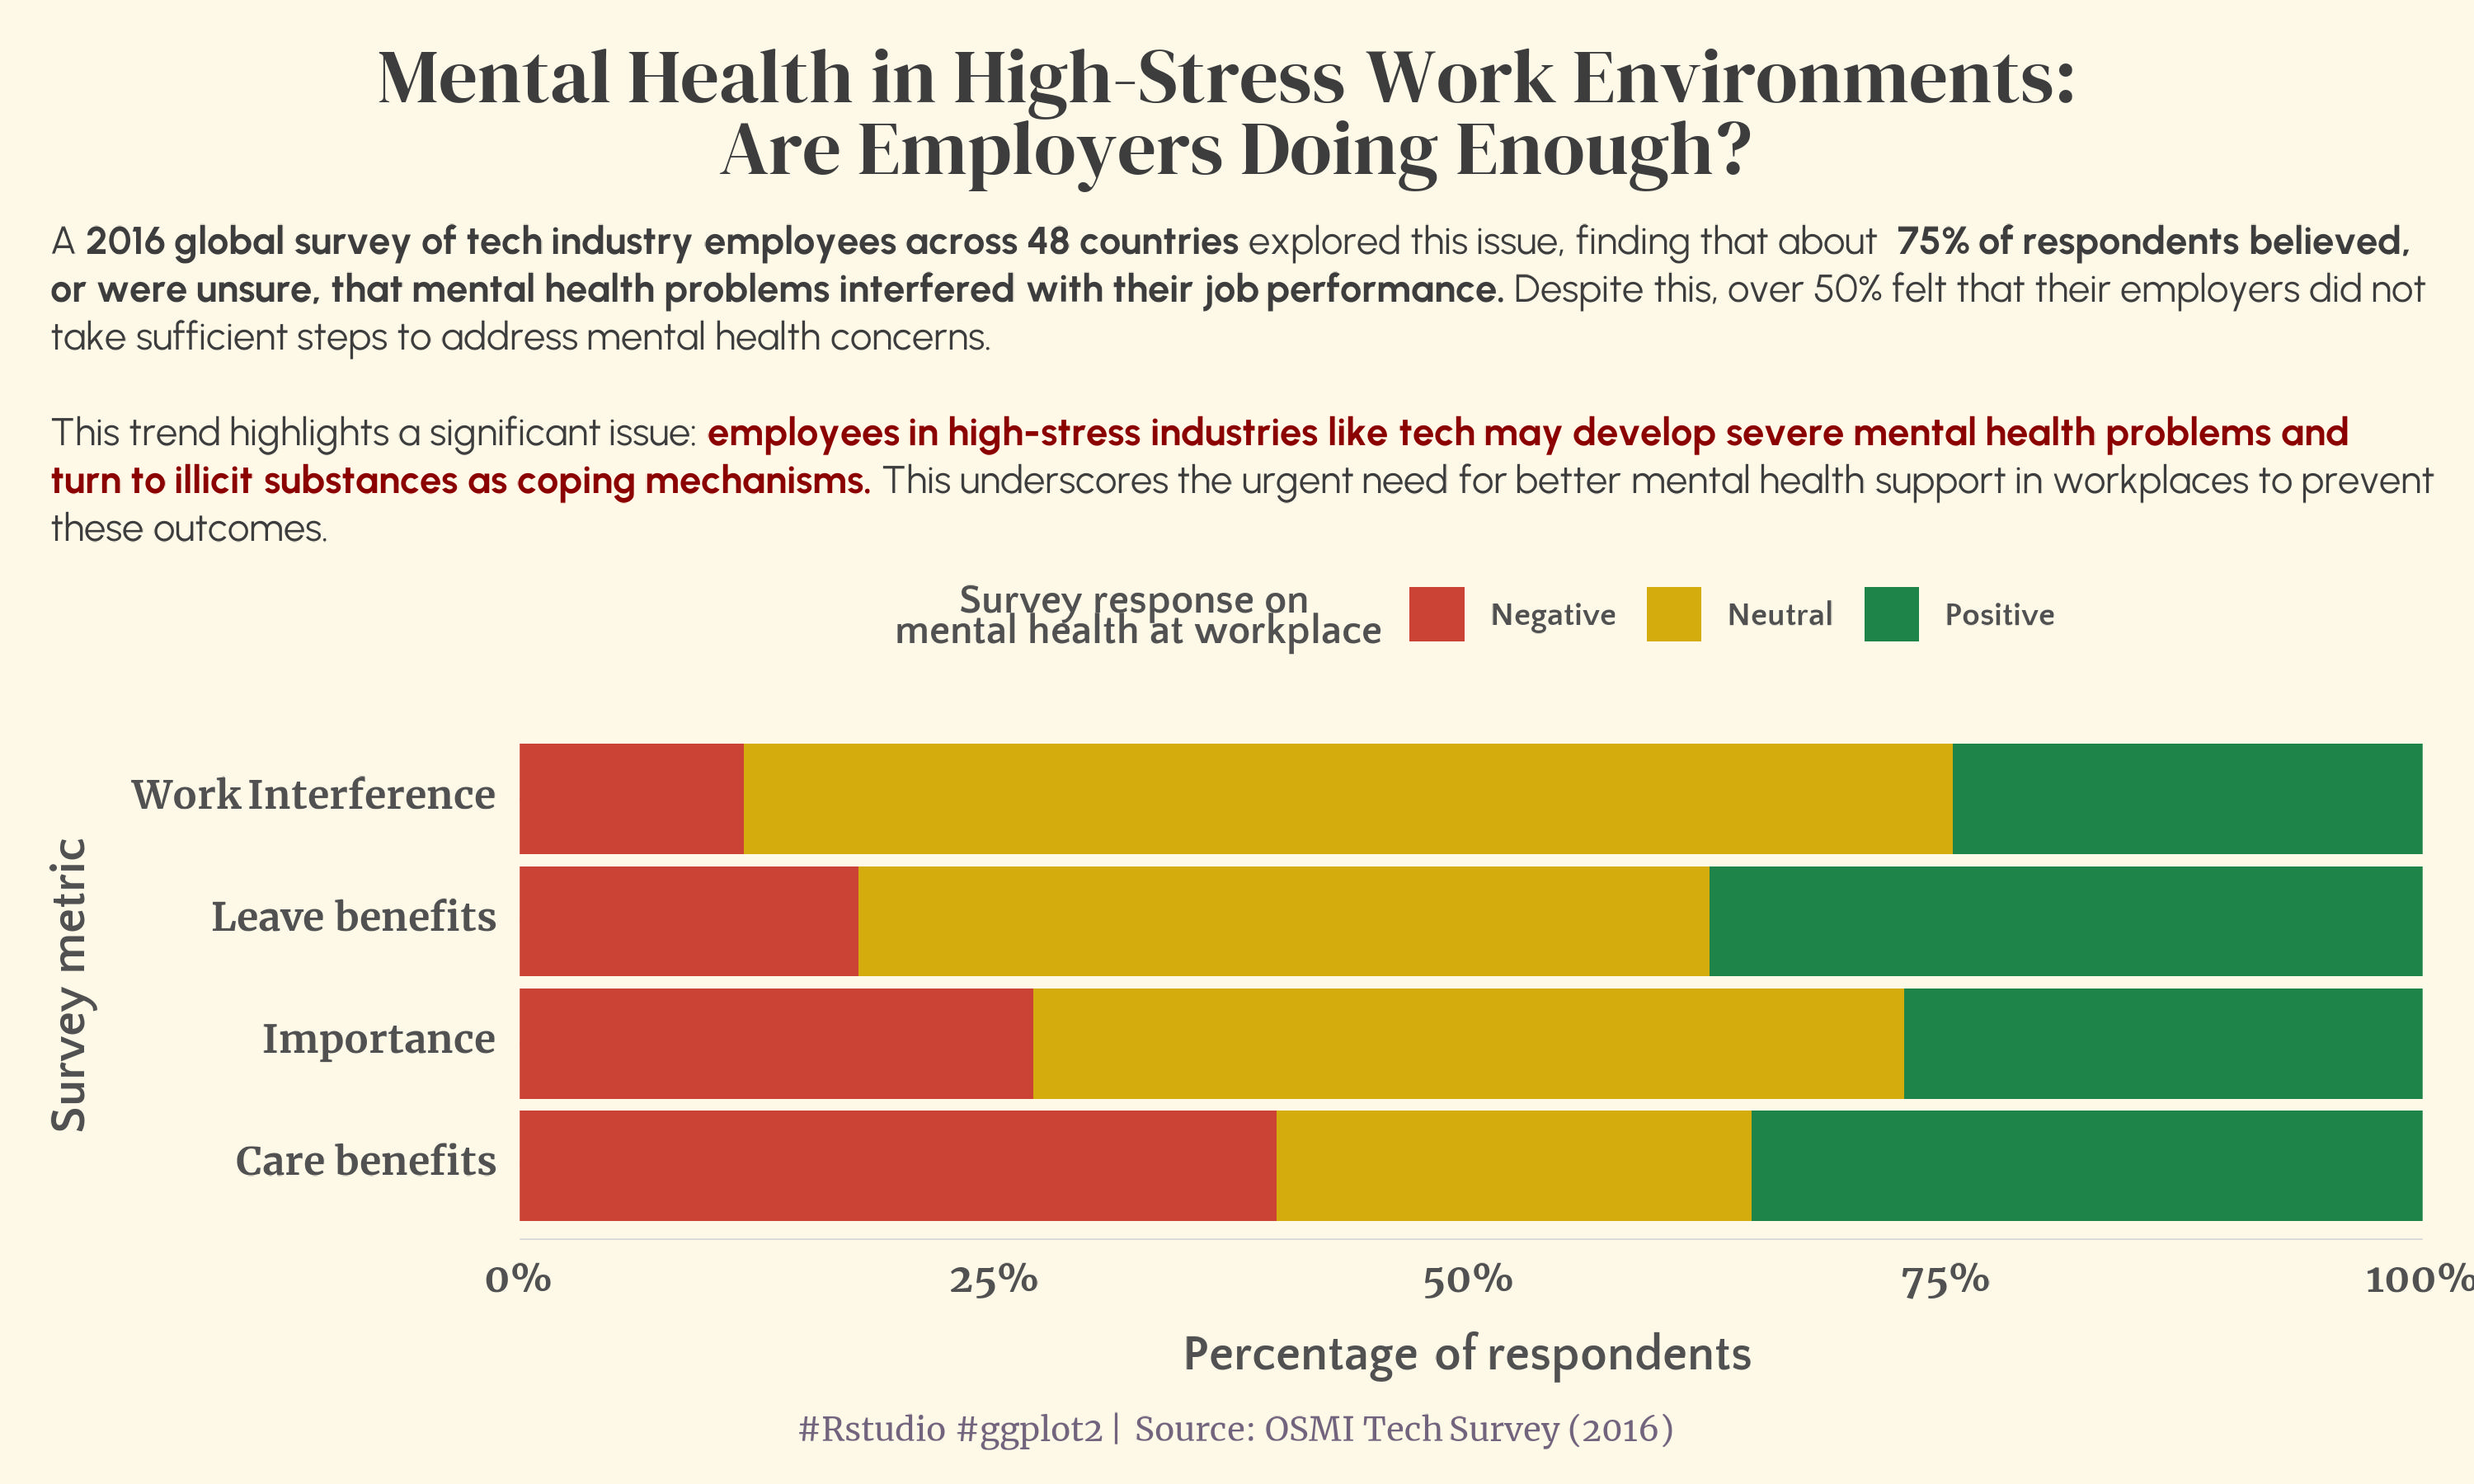 Mental Health in High-Stress Work Environments:
Are Employers Doing Enough?
A 2016 global survey of tech industry employees across 48 countries explored this issue, finding that about 75% of respondents believed,
or were unsure, that mental health problems interfered with their job performance. Despite this, over 50% felt that their employers did not
take sufficient steps to address mental health concerns.
This trend highlights a significant issue: employees in high-stress industries like tech may develop severe mental health problems and
turn to illicit substances as coping mechanisms. This underscores the urgent need for better mental health support in workplaces to prevent
these outcomes.
Survey response on
mental health at workplace
Negative
Neutral
Positive
Survey metric
Work Interference
Leave benefits
Importance
Care benefits
0%
25%
50%
75%
100%
Percentage of respondents
#Rstudio #ggplot2 | Source: OSMI Tech Survey (2016)